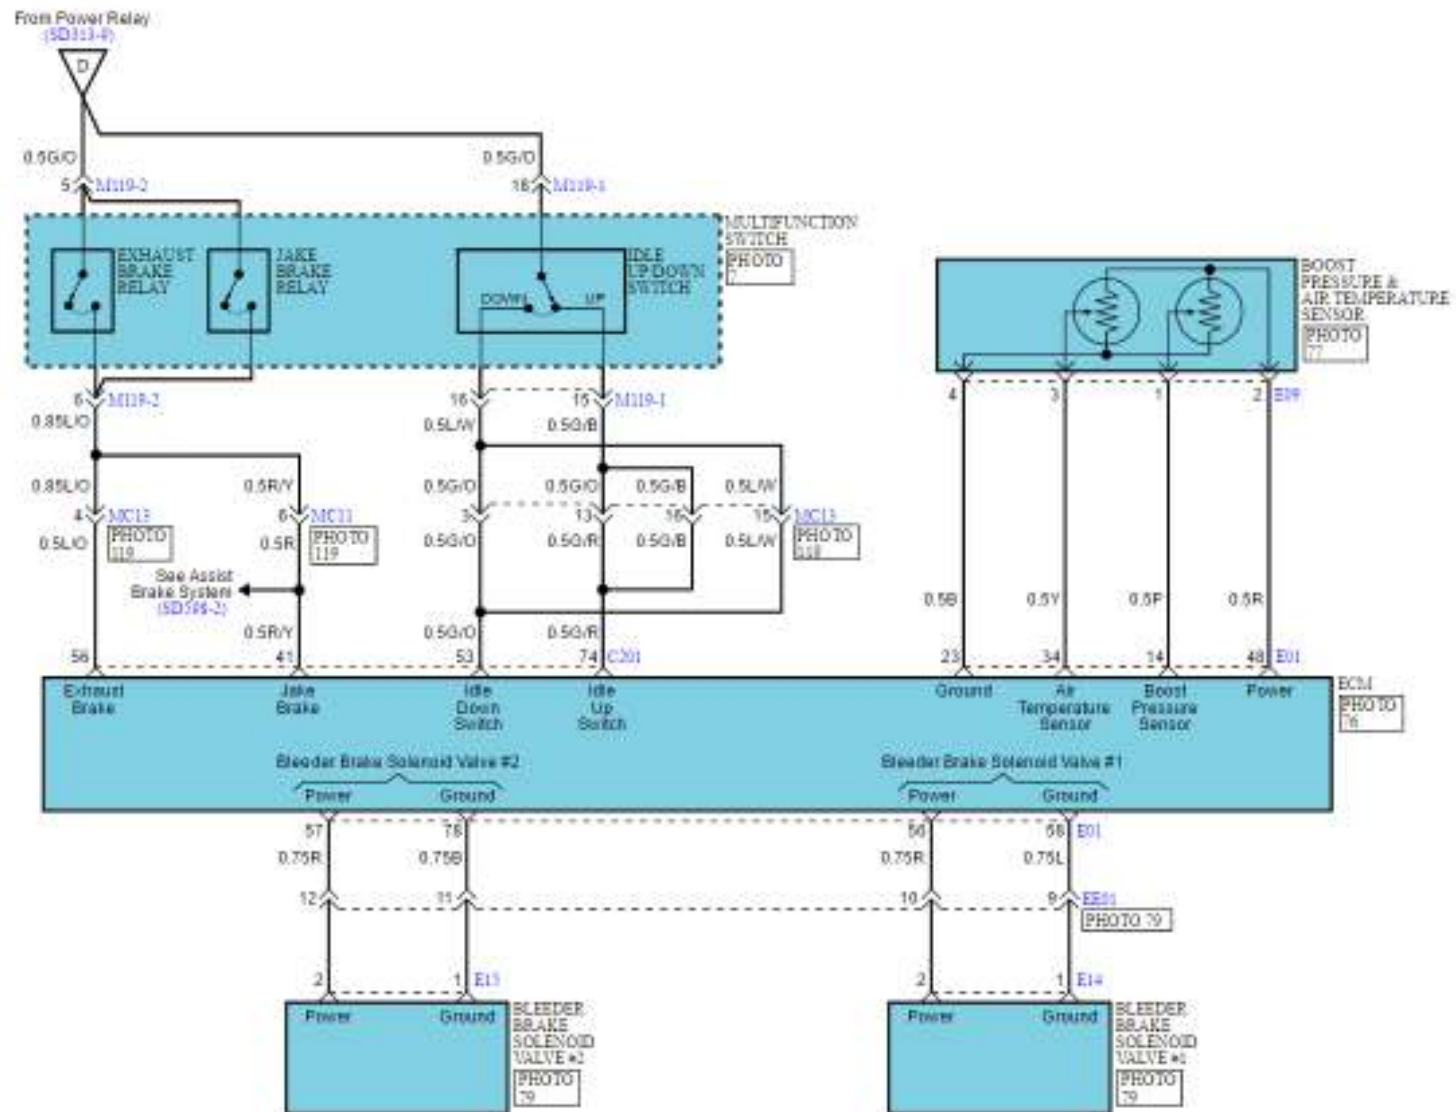 From Power Relay
D
0.5G/O
0.5G/O
5
M119-2
18
M119-1
MULTIFUNCTION
SWITCH
PHOTO
EXHAUST
BRAKE
RELAY
JAKE
BRAKE
RELAY
IDLE
UP/DOWN
SWITCH
DOWN
UP
BOOST
PRESSURE &
AIR TEMPERATURE
SENSOR
PHOTO
77
6
M119-2
16
15
M119-1
4
3
1
2
0.85L/O
0.5L/W
0.5G/B
0.85L/O
0.5R/Y
0.5G/O
0.5G/O
0.5G/B
0.5L/W
4
MC13
PHOTO
119
6
MC11
PHOTO
119
3
13
16
15
MC13
PHOTO
0.5L/O
0.5R
0.5G/O
0.5G/R
0.5G/B
0.5L/W
See Assist
Brake System
0.5B
0.5Y
0.5P
0.5R
0.5R/Y
0.5G/O
0.5G/R
56
41
53
74
C201
23
34
14
48
E01
Exhaust
Brake
Jake
Brake
Idle
Down
Switch
Idle
Up
Switch
Ground
Air
Temperature
Sensor
Boost
Pressure
Sensor
Power
ECM
PHOTO
76
Bleeder Brake Solenoid Valve #2
Bleeder Brake Solenoid Valve #1
Power
Ground
Power
Ground
57
78
56
58
E01
0.75R
0.75B
0.75R
0.75L
12
11
10
9
PHOTO 79
2
1
E15
2
1
E14
Power
Ground
BLEEDER
BRAKE
SOLENOID
VALVE #2
PHOTO
79
Power
Ground
BLEEDER
BRAKE
SOLENOID
VALVE #1
PHOTO
79